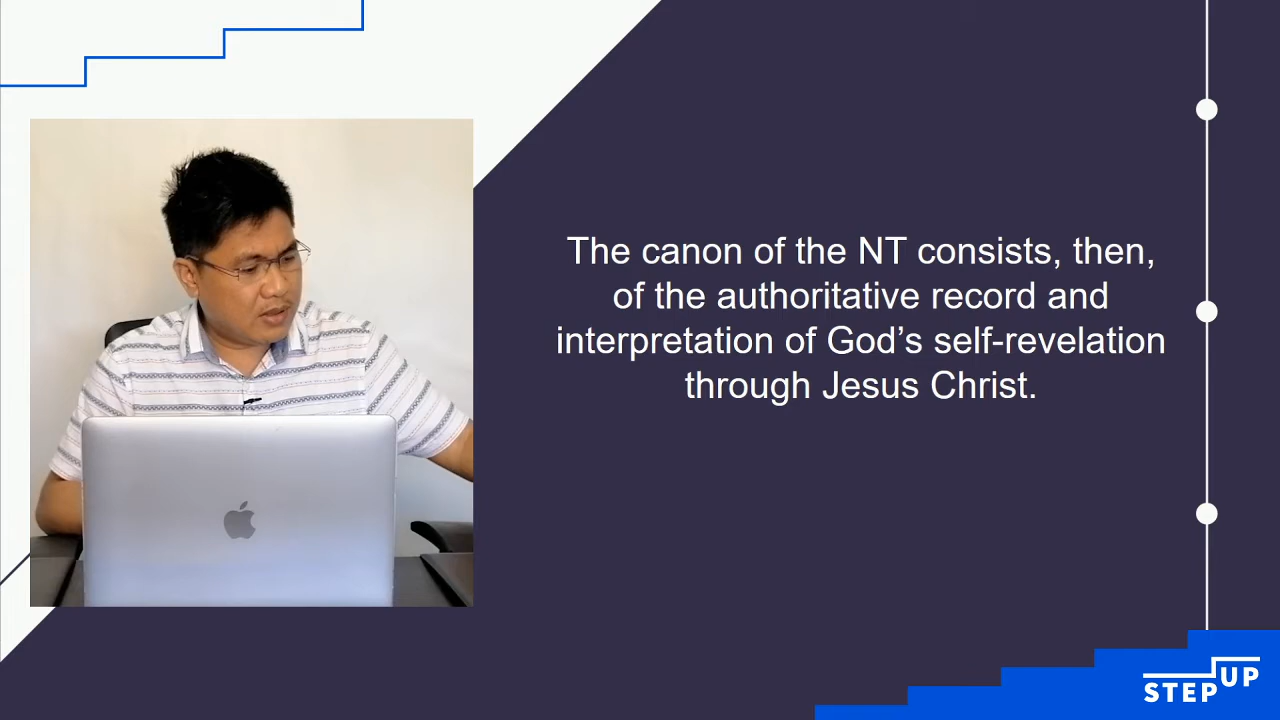 The canon of the NT consists, then,
of the authoritative record and
interpretation of God’s self-revelation
through Jesus Christ.
STEP UP